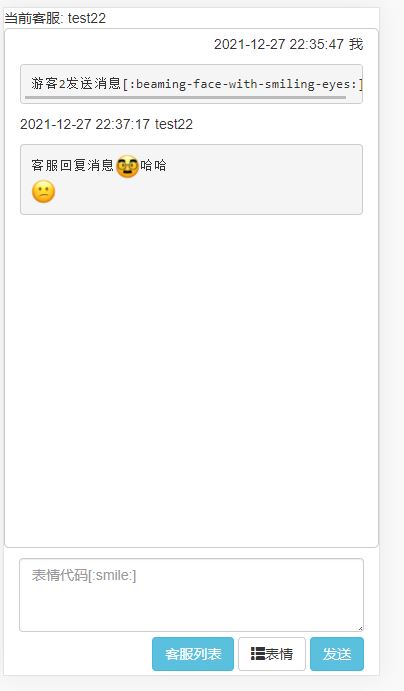 当前客服: test22
2021-12-27 22:35:47 我
游客2发送消息[:beaming-face-with-smiling-eyes:]
2021-12-27 22:37:17 test22
客服回复消息🥸哈哈
😕
表情代码[:smile:]
客服列表 表情 发送